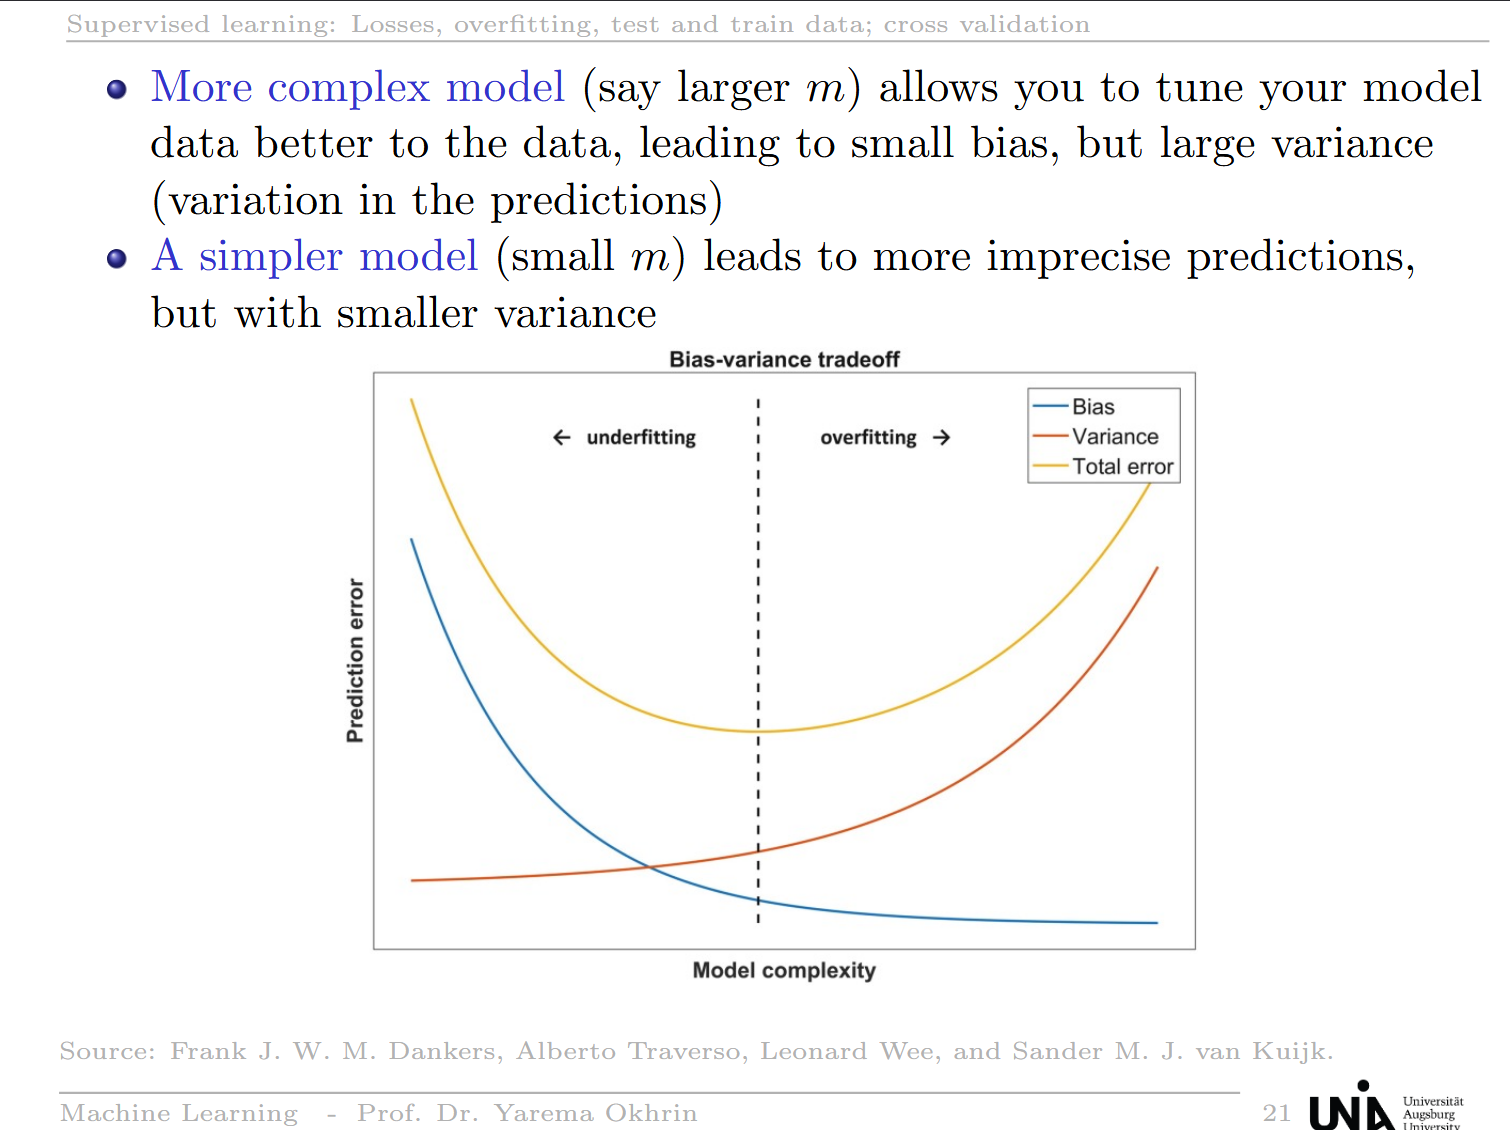 Supervised learning: Losses, overfitting, test and train data; cross validation
More complex model (say larger m) allows you to tune your model
data better to the data, leading to small bias, but large variance
(variation in the predictions)
A simpler model (small m) leads to more imprecise predictions,
but with smaller variance
Bias-variance tradeoff
← underfitting
overfitting →
Bias
Variance
Total error
Prediction error
Model complexity
Source: Frank J. W. M. Dankers, Alberto Traverso, Leonard Wee, and Sander M. J. van Kuijk.
Machine Learning - Prof. Dr. Yarema Okhrin
21
UNIA
Universität
Augsburg
University